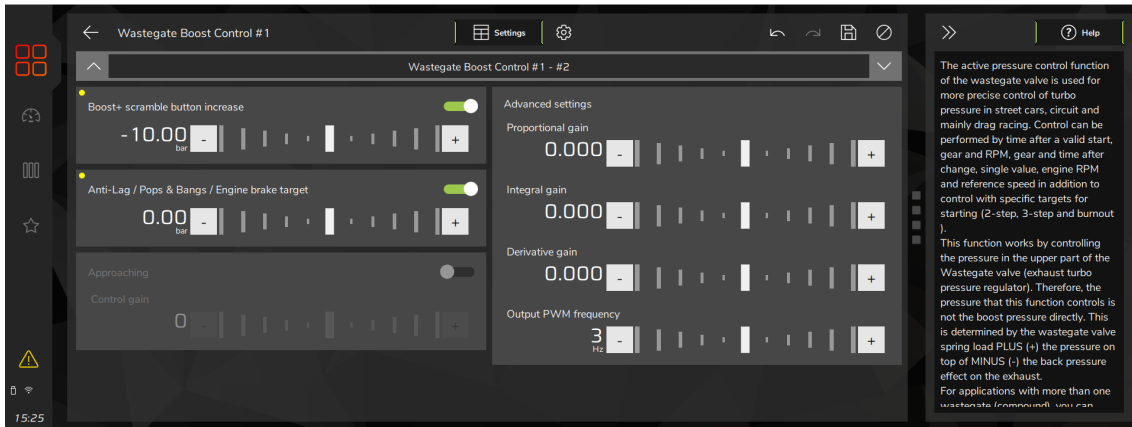 Wastegate Boost Control #1
Settings
Help
Wastegate Boost Control #1 - #2
Boost+ scramble button increase
-10.00
bar
-
+
Anti-Lag / Pops & Bangs / Engine brake target
0.00
bar
-
+
Approaching
Control gain
0
-
+
Advanced settings
Proportional gain
0.000
-
+
Integral gain
0.000
-
+
Derivative gain
0.000
-
+
Output PWM frequency
3
Hz
-
+
The active pressure control function
of the wastegate valve is used for
more precise control of turbo
pressure in street cars, circuit and
mainly drag racing. Control can be
performed by time after a valid start,
gear and RPM, gear and time after
change, single value, engine RPM
and reference speed in addition to
control with specific targets for
starting (2-step, 3-step and burnout
).
This function works by controlling
the pressure in the upper part of the
Wastegate valve (exhaust turbo
pressure regulator). Therefore, the
pressure that this function controls is
not the boost pressure directly. This
is determined by the wastegate valve
spring load PLUS (+) the pressure on
top of MINUS (-) the back pressure
effect on the exhaust.
For applications with more than one
wastegate (compound), you can
15:25